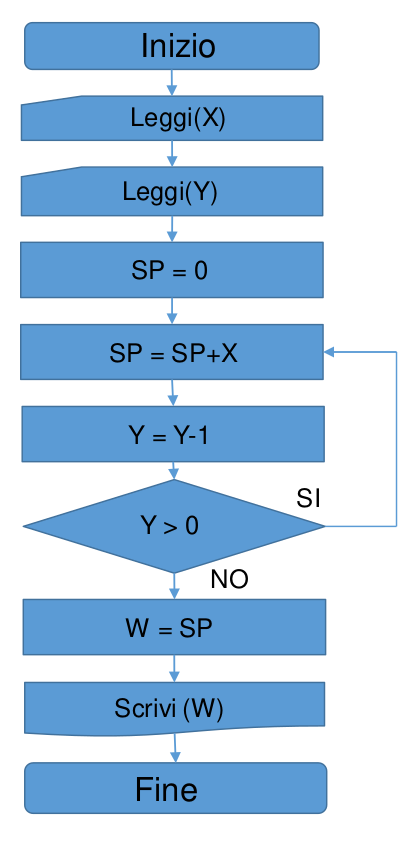 Inizio
Leggi(X)
Leggi(Y)
SP = 0
SP = SP+X
Y = Y-1
SI
Y > 0
NO
W = SP
Scrivi (W)
Fine